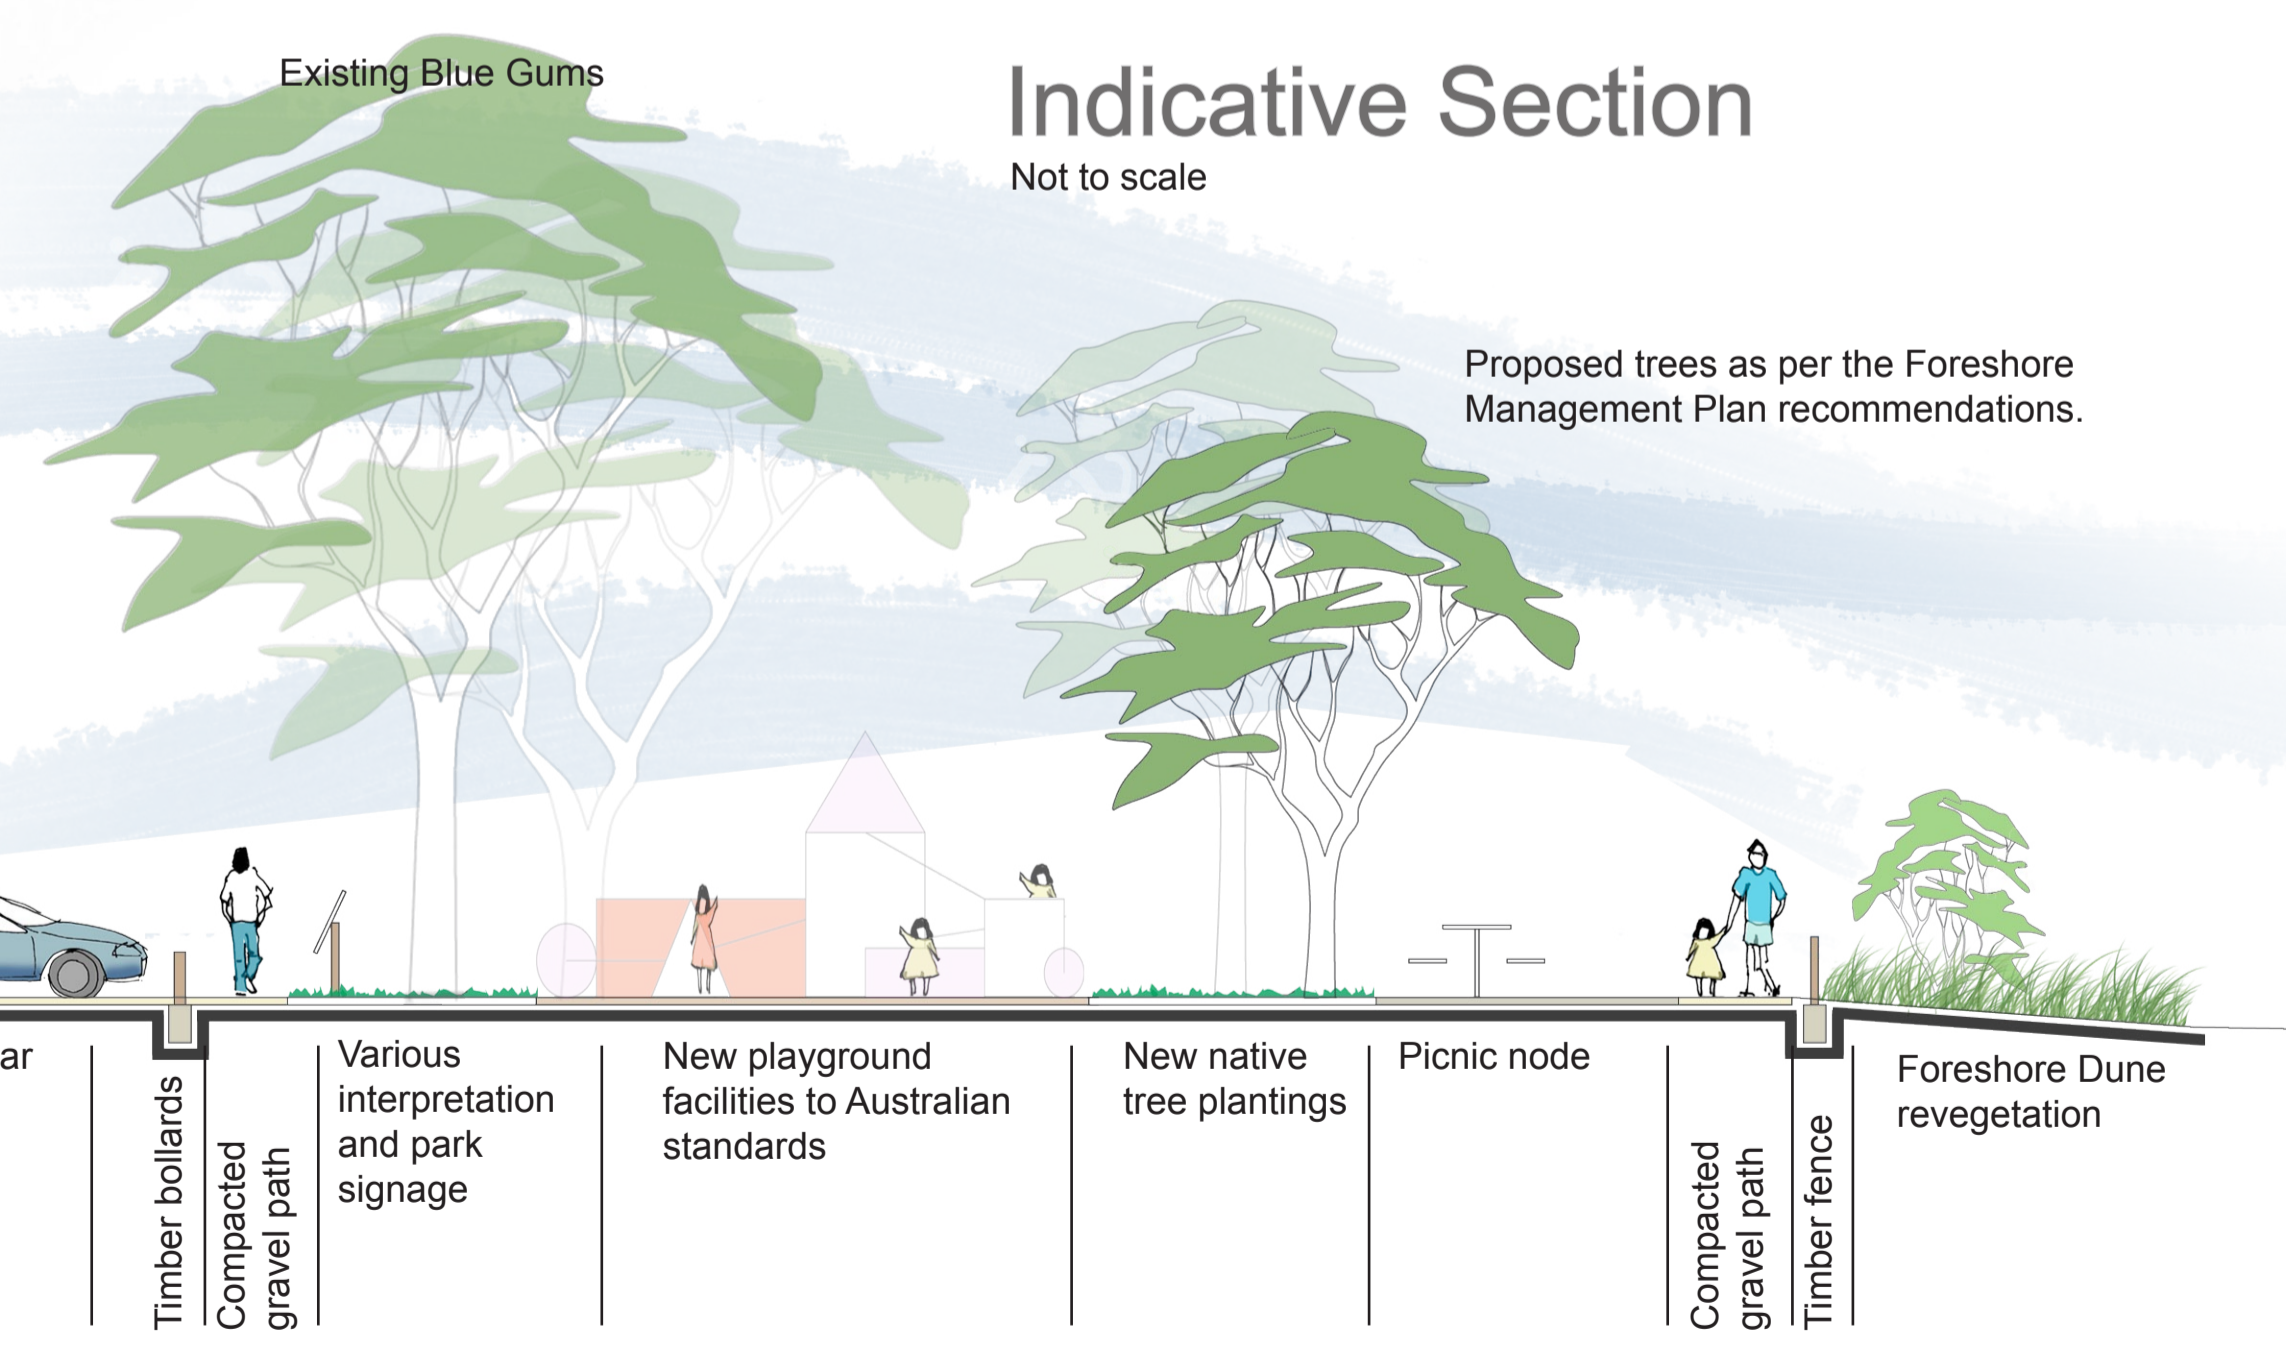 Existing Blue Gums
Indicative Section
Not to scale
Proposed trees as per the Foreshore
Management Plan recommendations.
ar
Timber bollards
Compacted
gravel path
Various
interpretation
and park
signage
New playground
facilities to Australian
standards
New native
tree plantings
Picnic node
Compacted
gravel path
Timber fence
Foreshore Dune
revegetation